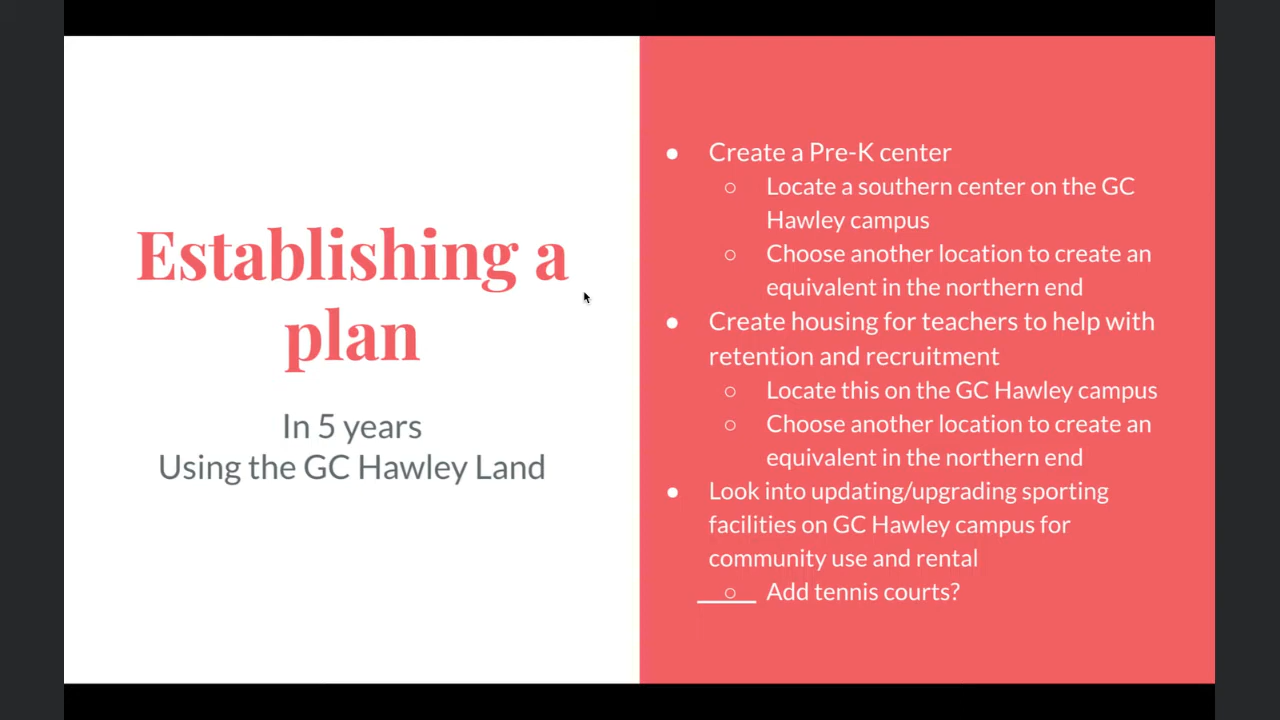 Establishing a
plan
In 5 years
Using the GC Hawley Land
● Create a Pre-K center
○ Locate a southern center on the GC
Hawley campus
○ Choose another location to create an
equivalent in the northern end
● Create housing for teachers to help with
retention and recruitment
○ Locate this on the GC Hawley campus
○ Choose another location to create an
equivalent in the northern end
● Look into updating/upgrading sporting
facilities on GC Hawley campus for
community use and rental
○ Add tennis courts?